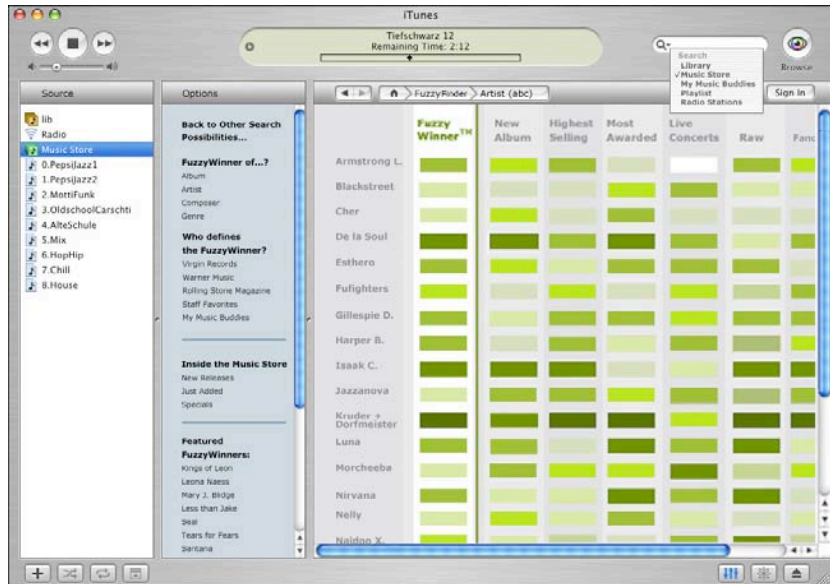 iTunes
Tiefschwarz 12
Remaining Time: 2:12
Search
Library
✓Music Store
My Music Buddies
Playlist
Radio Stations
Browse
Source
Options
FuzzyFinder
Artist (abc)
Sign In
lib
Radio
Music Store
0.PepsiJazz1
1.PepsiJazz2
2.MottiFunk
3.OldschoolCarschti
4.AlteSchule
5.Mix
6.HopHip
7.Chill
8.House
Back to Other Search
Possibilities...
FuzzyWinner of...?
Album
Artist
Composer
Genre
Who defines
the FuzzyWinner?
Virgin Records
Warner Music
Rolling Stone Magazine
Staff Favorites
My Music Buddies
Inside the Music Store
New Releases
Just Added
Specials
Featured
FuzzyWinners:
Kings of Leon
Leona Naess
Mary J. Blidge
Less than Jake
Seal
Tears for Fears
Santana
Fuzzy
Winner™
New
Album
Highest
Selling
Most
Awarded
Live
Concerts
Raw
Fanc
Armstrong L.
Blackstreet
Cher
De la Soul
Esthero
Fufighters
Gillespie D.
Harper B.
Isaak C.
Jazzanova
Kruder +
Dorfmeister
Luna
Morcheeba
Nirvana
Nelly
Naidoo X.